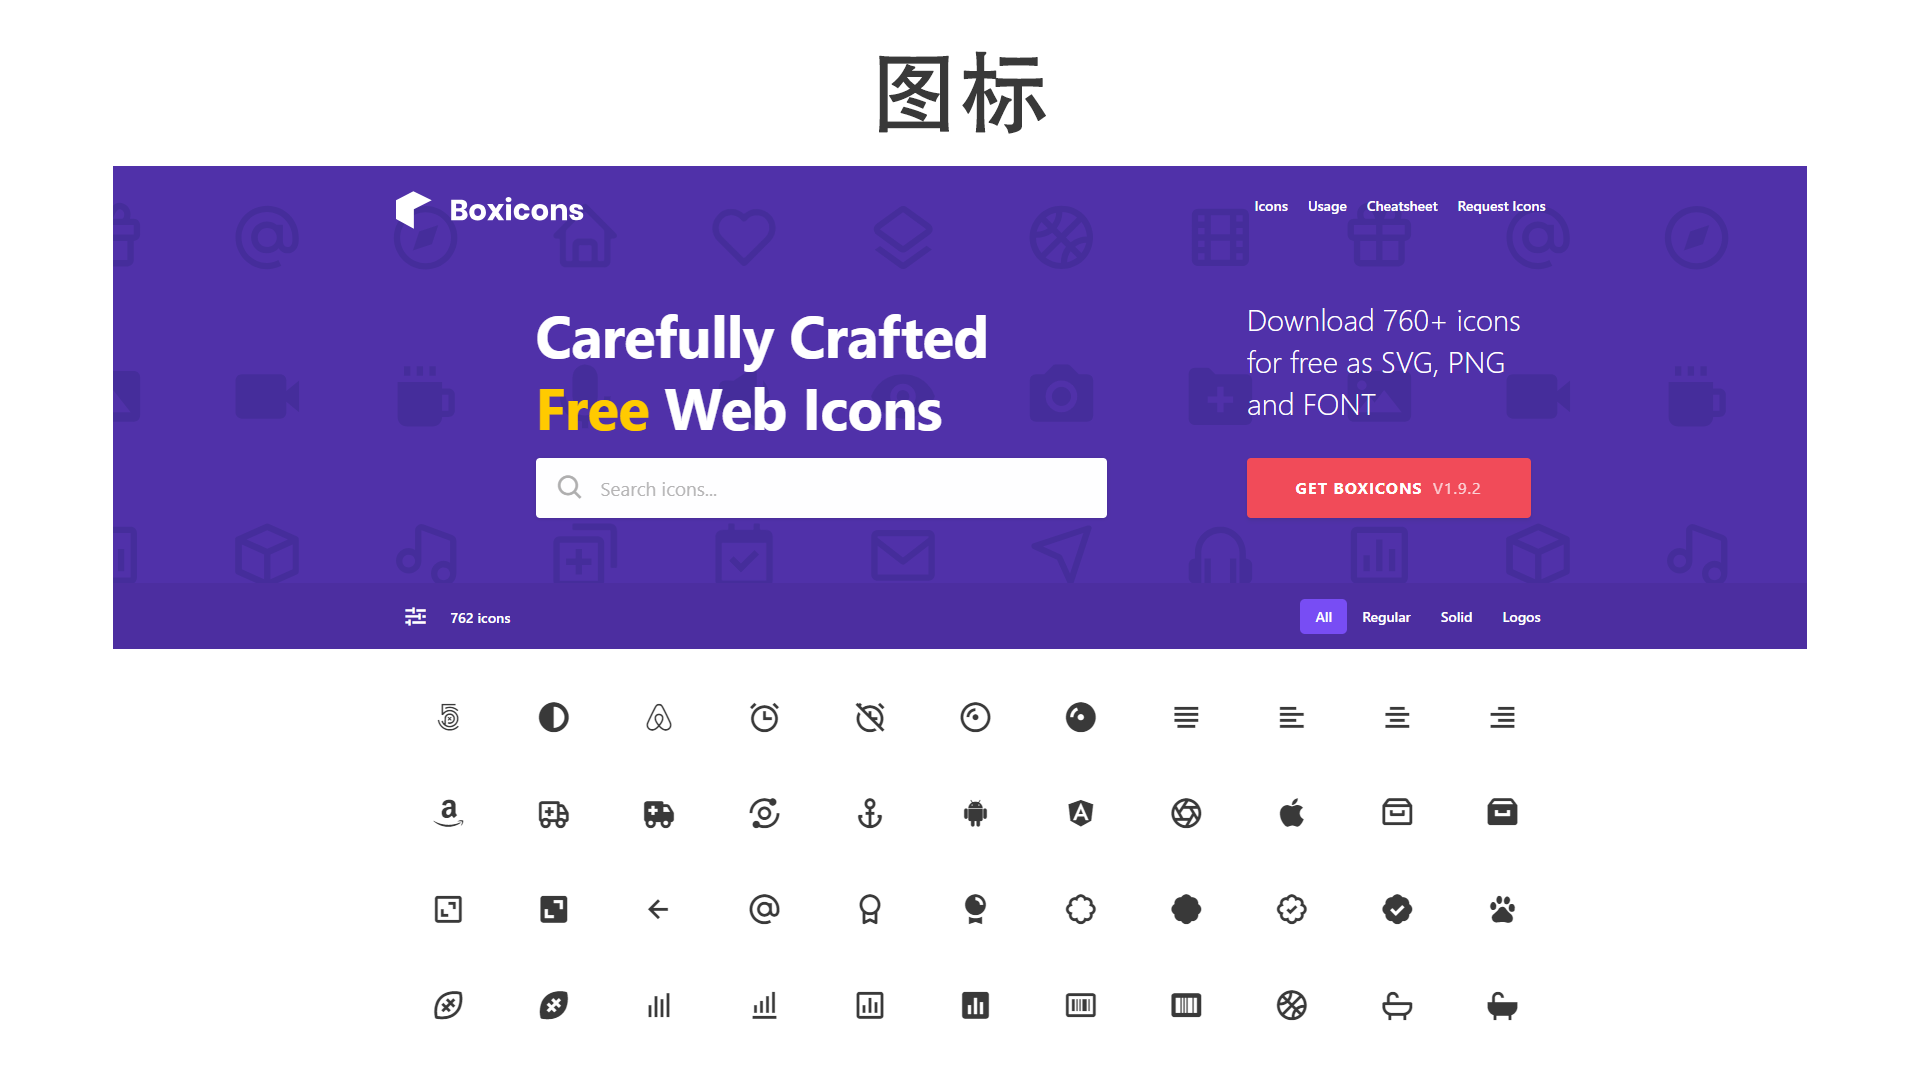 图标
Boxicons
Icons Usage Cheatsheet Request Icons
Carefully Crafted
Free Web Icons
Download 760+ icons
for free as SVG, PNG
and FONT
Search icons...
GET BOXICONS V1.9.2
762 icons
All Regular Solid Logos